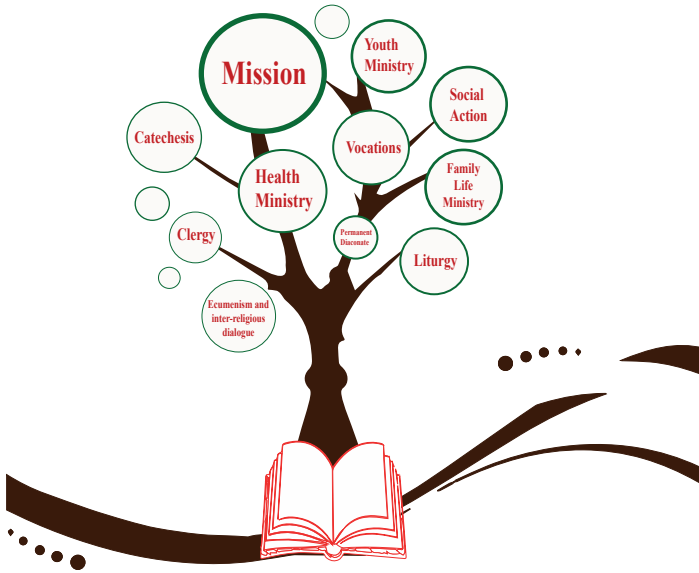 Mission
Youth
Ministry
Social
Action
Catechesis
Vocations
Health
Ministry
Family
Life
Ministry
Clergy
Permanent
Diaconate
Liturgy
Ecumenism and
inter-religious
dialogue